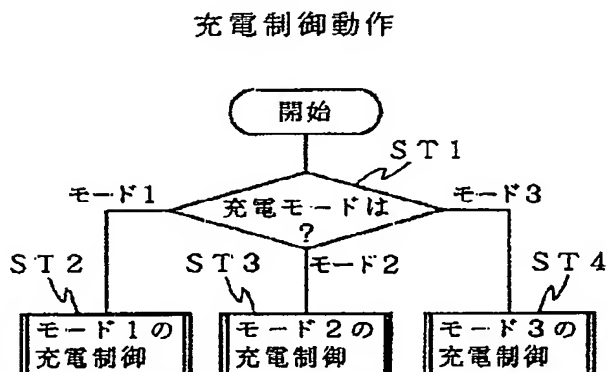 充電制御動作
開始
ST1
モード1
充電モードは
?
モード3
モード2
ST2
ST3
ST4
モード1の
充電制御
モード2の
充電制御
モード3の
充電制御